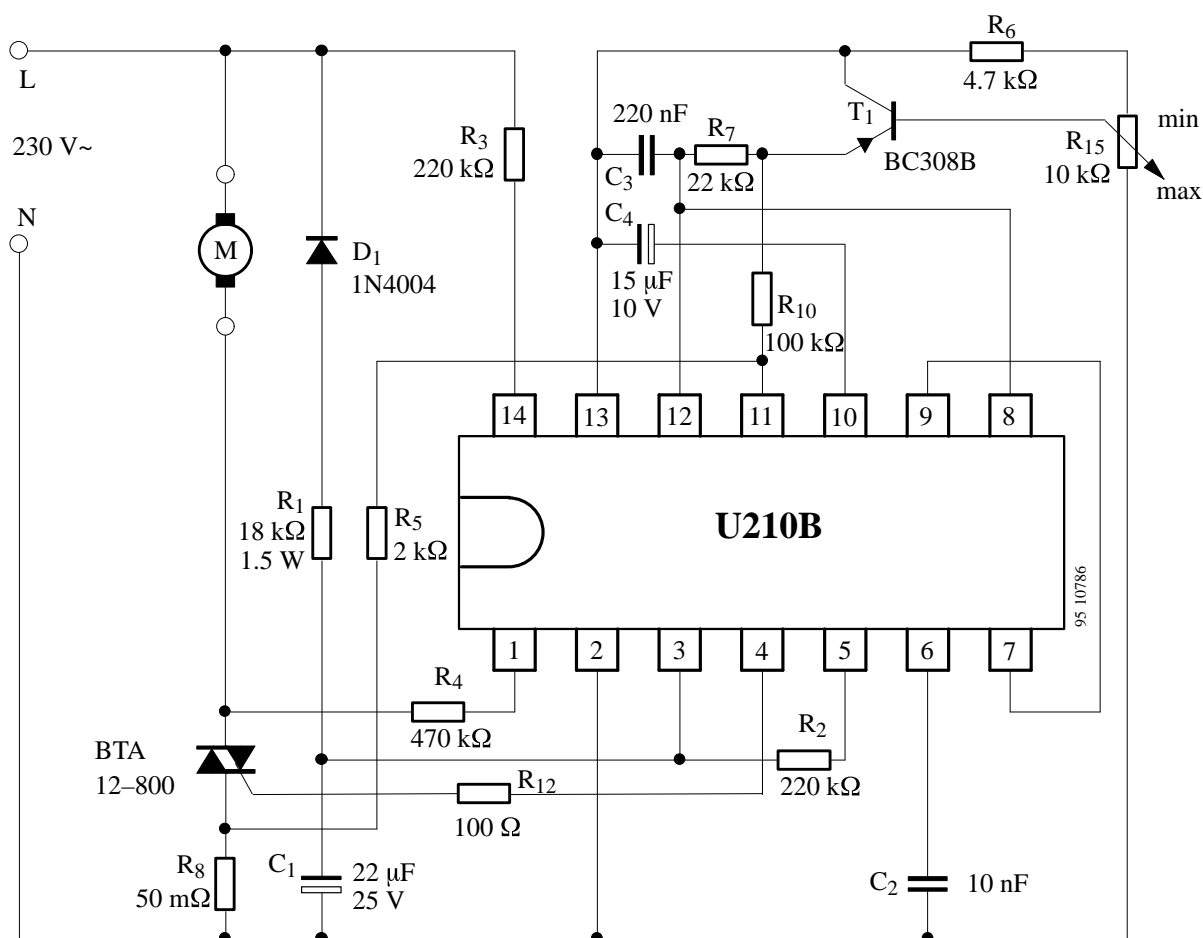 L
230 V~
N
M
D1
1N4004
R3
220 kΩ
220 nF
C3
R7
22 kΩ
C4
15 μF
10 V
T1
BC308B
R6
4.7 kΩ
R15
10 kΩ
min
max
R10
100 kΩ
14
13
12
11
10
9
8
R1
18 kΩ
1.5 W
R5
2 kΩ
U210B
95 10786
1
2
3
4
5
6
7
R4
470 kΩ
R2
220 kΩ
BTA
12–800
R12
100 Ω
R8
50 mΩ
C1
22 μF
25 V
C2
10 nF